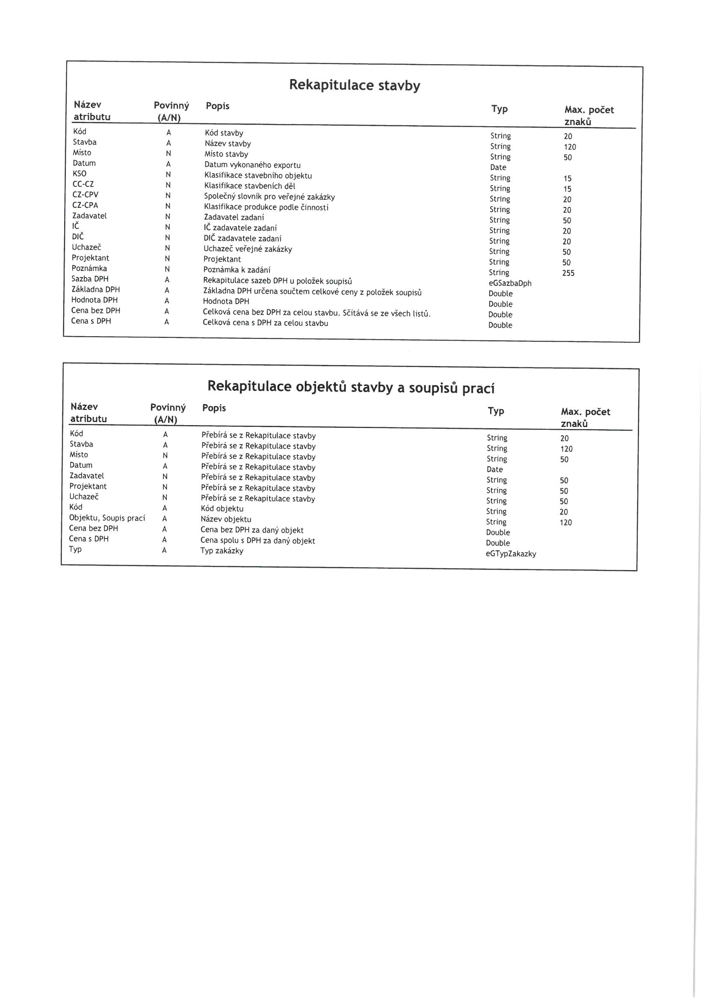 Rekapitulace stavby
Název atributu Povinný (A/N) Popis Typ Max. počet znaků
Kód A Kód stavby String 20
Stavba A Název stavby String 120
Místo N Místo stavby String 50
Datum A Datum vykonaného exportu Date
KSO N Klasifikace stavebního objektu String 15
CC-CZ N Klasifikace stavbeních děl String 15
CZ-CPV N Společný slovník pro veřejné zakázky String 20
CZ-CPA N Klasifikace produkce podle činností String 20
Zadavatel N Zadavatel zadaní String 50
IČ N IČ zadavatele zadaní String 20
DIČ N DIČ zadavatele zadaní String 20
Uchazeč N Uchazeč veřejné zakázky String 50
Projektant N Projektant String 50
Poznámka N Poznámka k zadání String 255
Sazba DPH A Rekapitulace sazeb DPH u položek soupisů eGSazbaDph
Základna DPH A Základna DPH určena součtem celkové ceny z položek soupisů Double
Hodnota DPH A Hodnota DPH Double
Cena bez DPH A Celková cena bez DPH za celou stavbu. Sčítává se ze všech listů. Double
Cena s DPH A Celková cena s DPH za celou stavbu Double
Rekapitulace objektů stavby a soupisů prací
Název atributu Povinný (A/N) Popis Typ Max. počet znaků
Kód A Přebírá se z Rekapitulace stavby String 20
Stavba A Přebírá se z Rekapitulace stavby String 120
Místo N Přebírá se z Rekapitulace stavby String 50
Datum A Přebírá se z Rekapitulace stavby Date
Zadavatel N Přebírá se z Rekapitulace stavby String 50
Projektant N Přebírá se z Rekapitulace stavby String 50
Uchazeč N Přebírá se z Rekapitulace stavby String 50
Kód A Kód objektu String 20
Objektu, Soupis prací A Název objektu String 120
Cena bez DPH A Cena bez DPH za daný objekt Double
Cena s DPH A Cena spolu s DPH za daný objekt Double
Typ A Typ zakázky eGTypZakazky